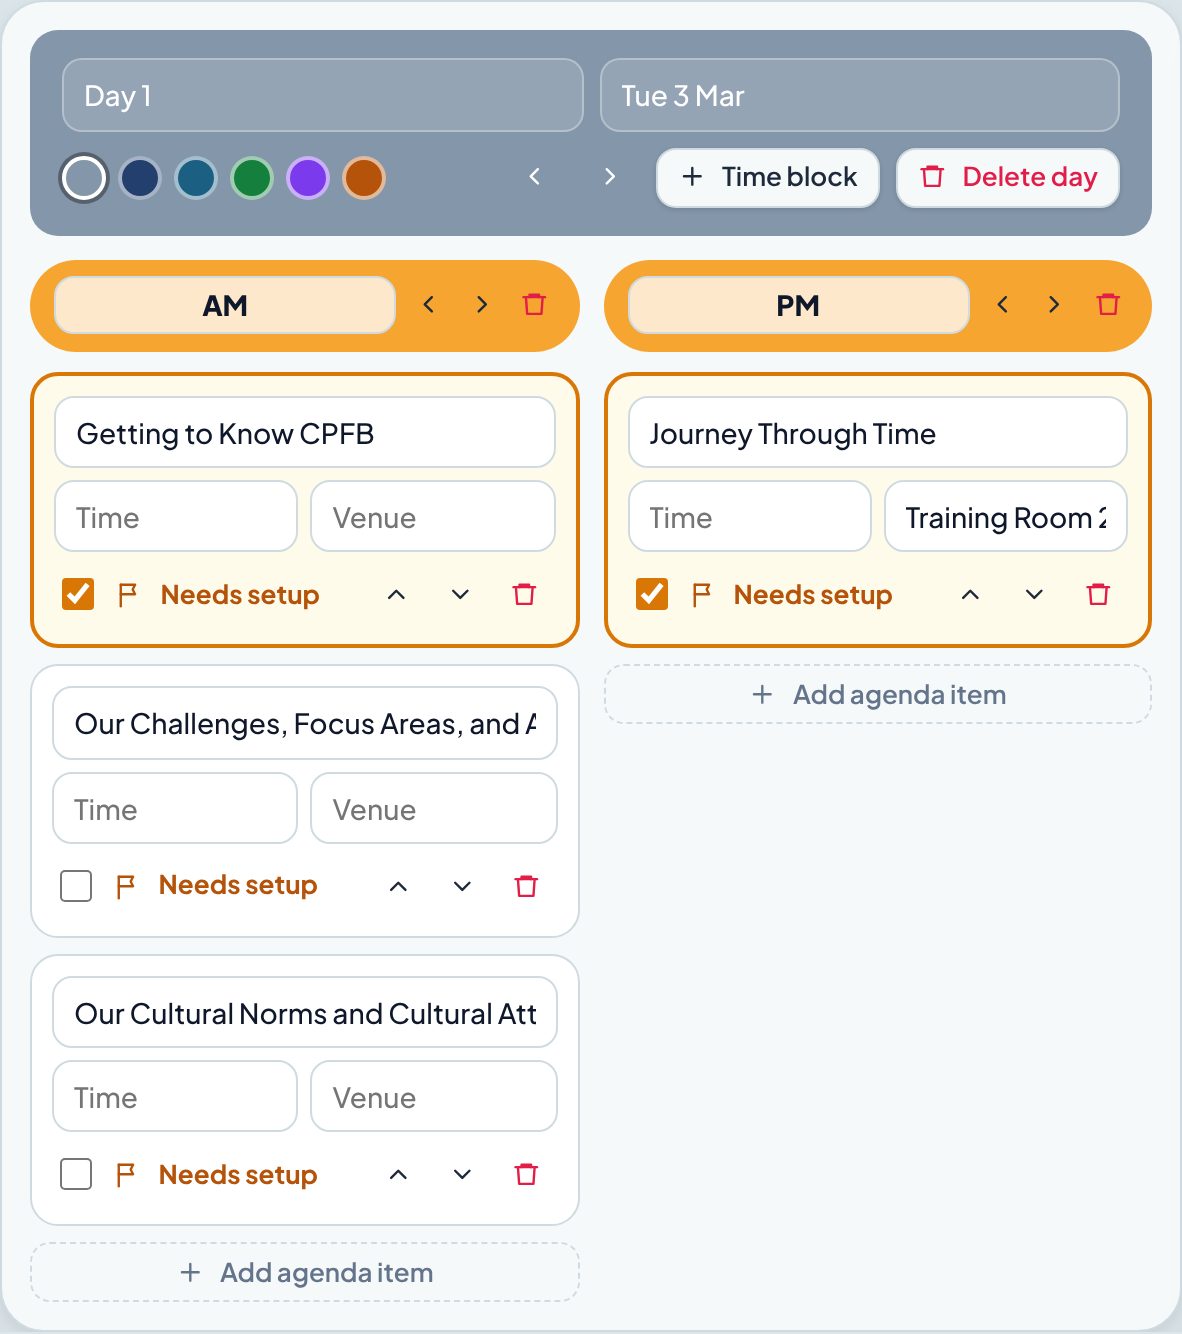 Day 1
Tue 3 Mar
Time block
Delete day
AM
Getting to Know CPFB
Time
Venue
Needs setup
Our Challenges, Focus Areas, and
Time
Venue
Needs setup
Our Cultural Norms and Cultural Att
Time
Venue
Needs setup
Add agenda item
PM
Journey Through Time
Time
Training Room
Needs setup
Add agenda item